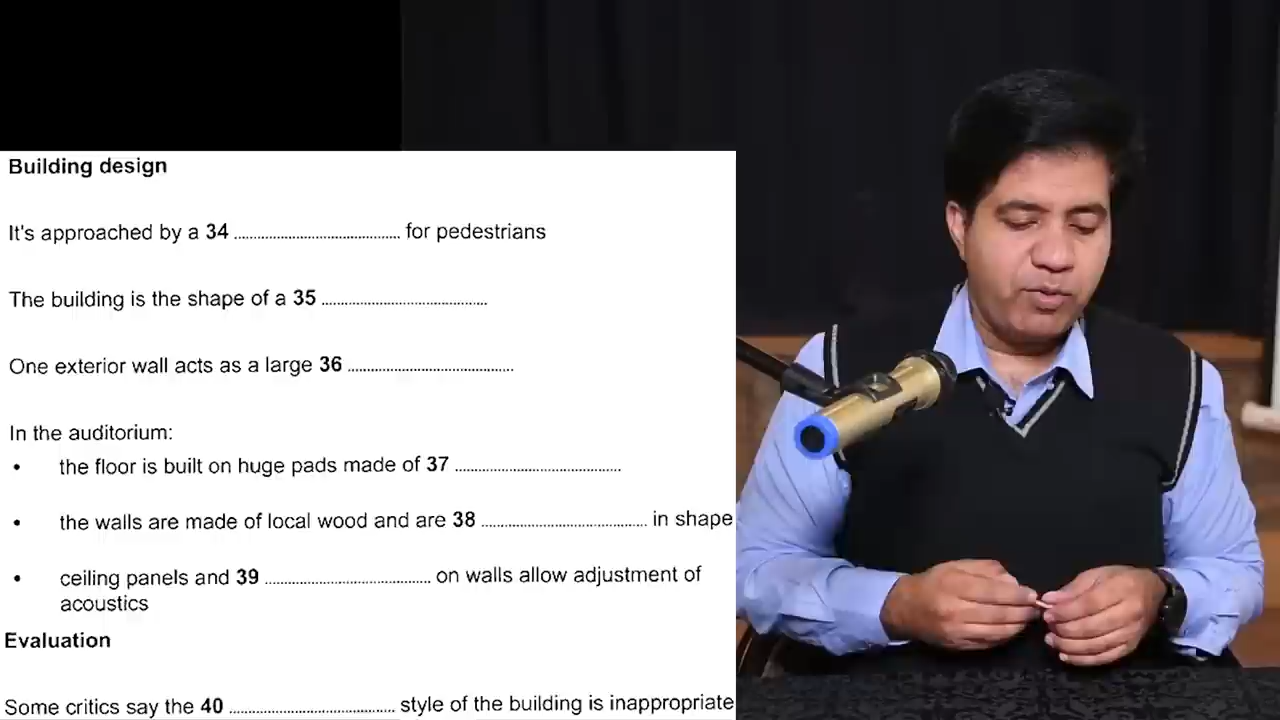 Building design
It's approached by a 34 ........................................ for pedestrians
The building is the shape of a 35 ........................................
One exterior wall acts as a large 36 ........................................
In the auditorium:
• the floor is built on huge pads made of 37 ........................................
• the walls are made of local wood and are 38 ........................................ in shape
• ceiling panels and 39 ........................................ on walls allow adjustment of
acoustics
Evaluation
Some critics say the 40 ........................................ style of the building is inappropriate